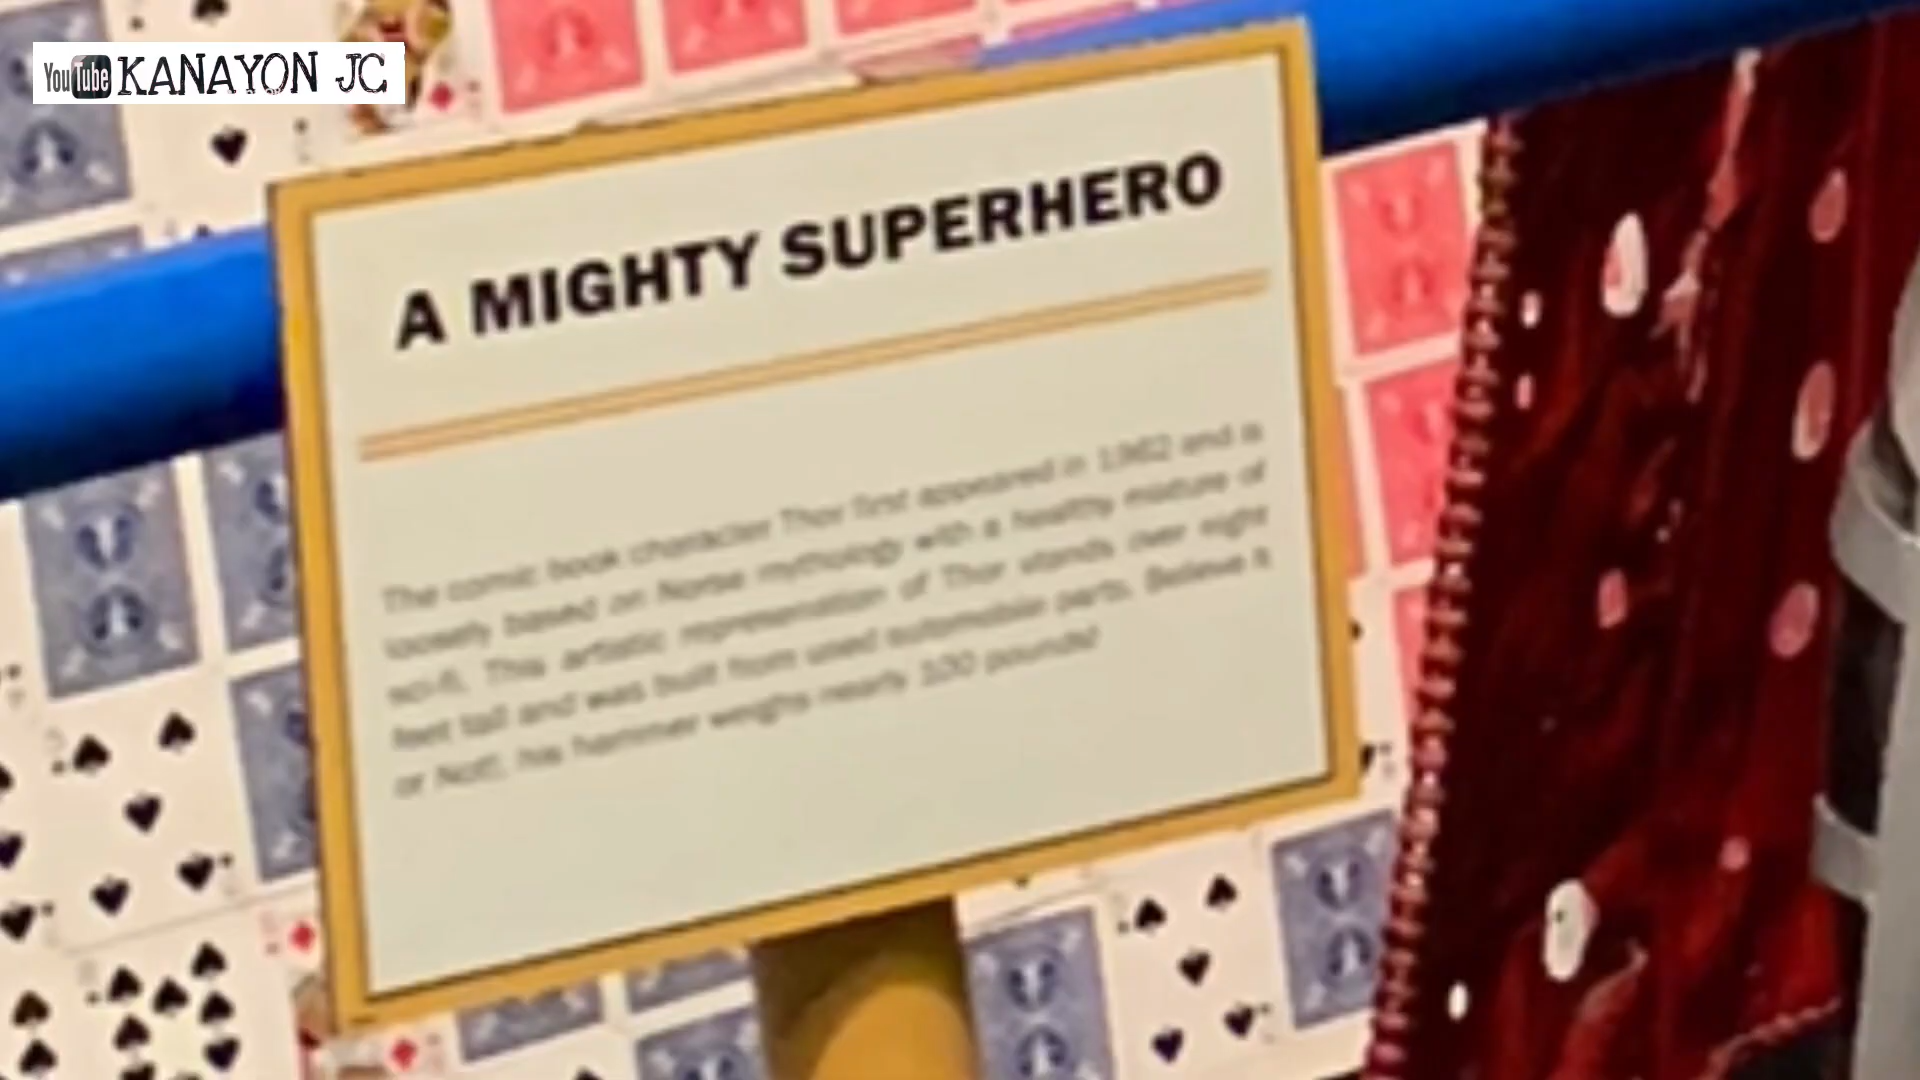 YouTube KANAYON JC
A MIGHTY SUPERHERO
The comic book character Thor first appeared in 1962 and is
loosely based on Norse mythology with a healthy mixture of
sci-fi. This artistic representation of Thor stands over eight
feet tall and was built from used automobile parts. Believe It
or Not!, his hammer weighs nearly 100 pounds!